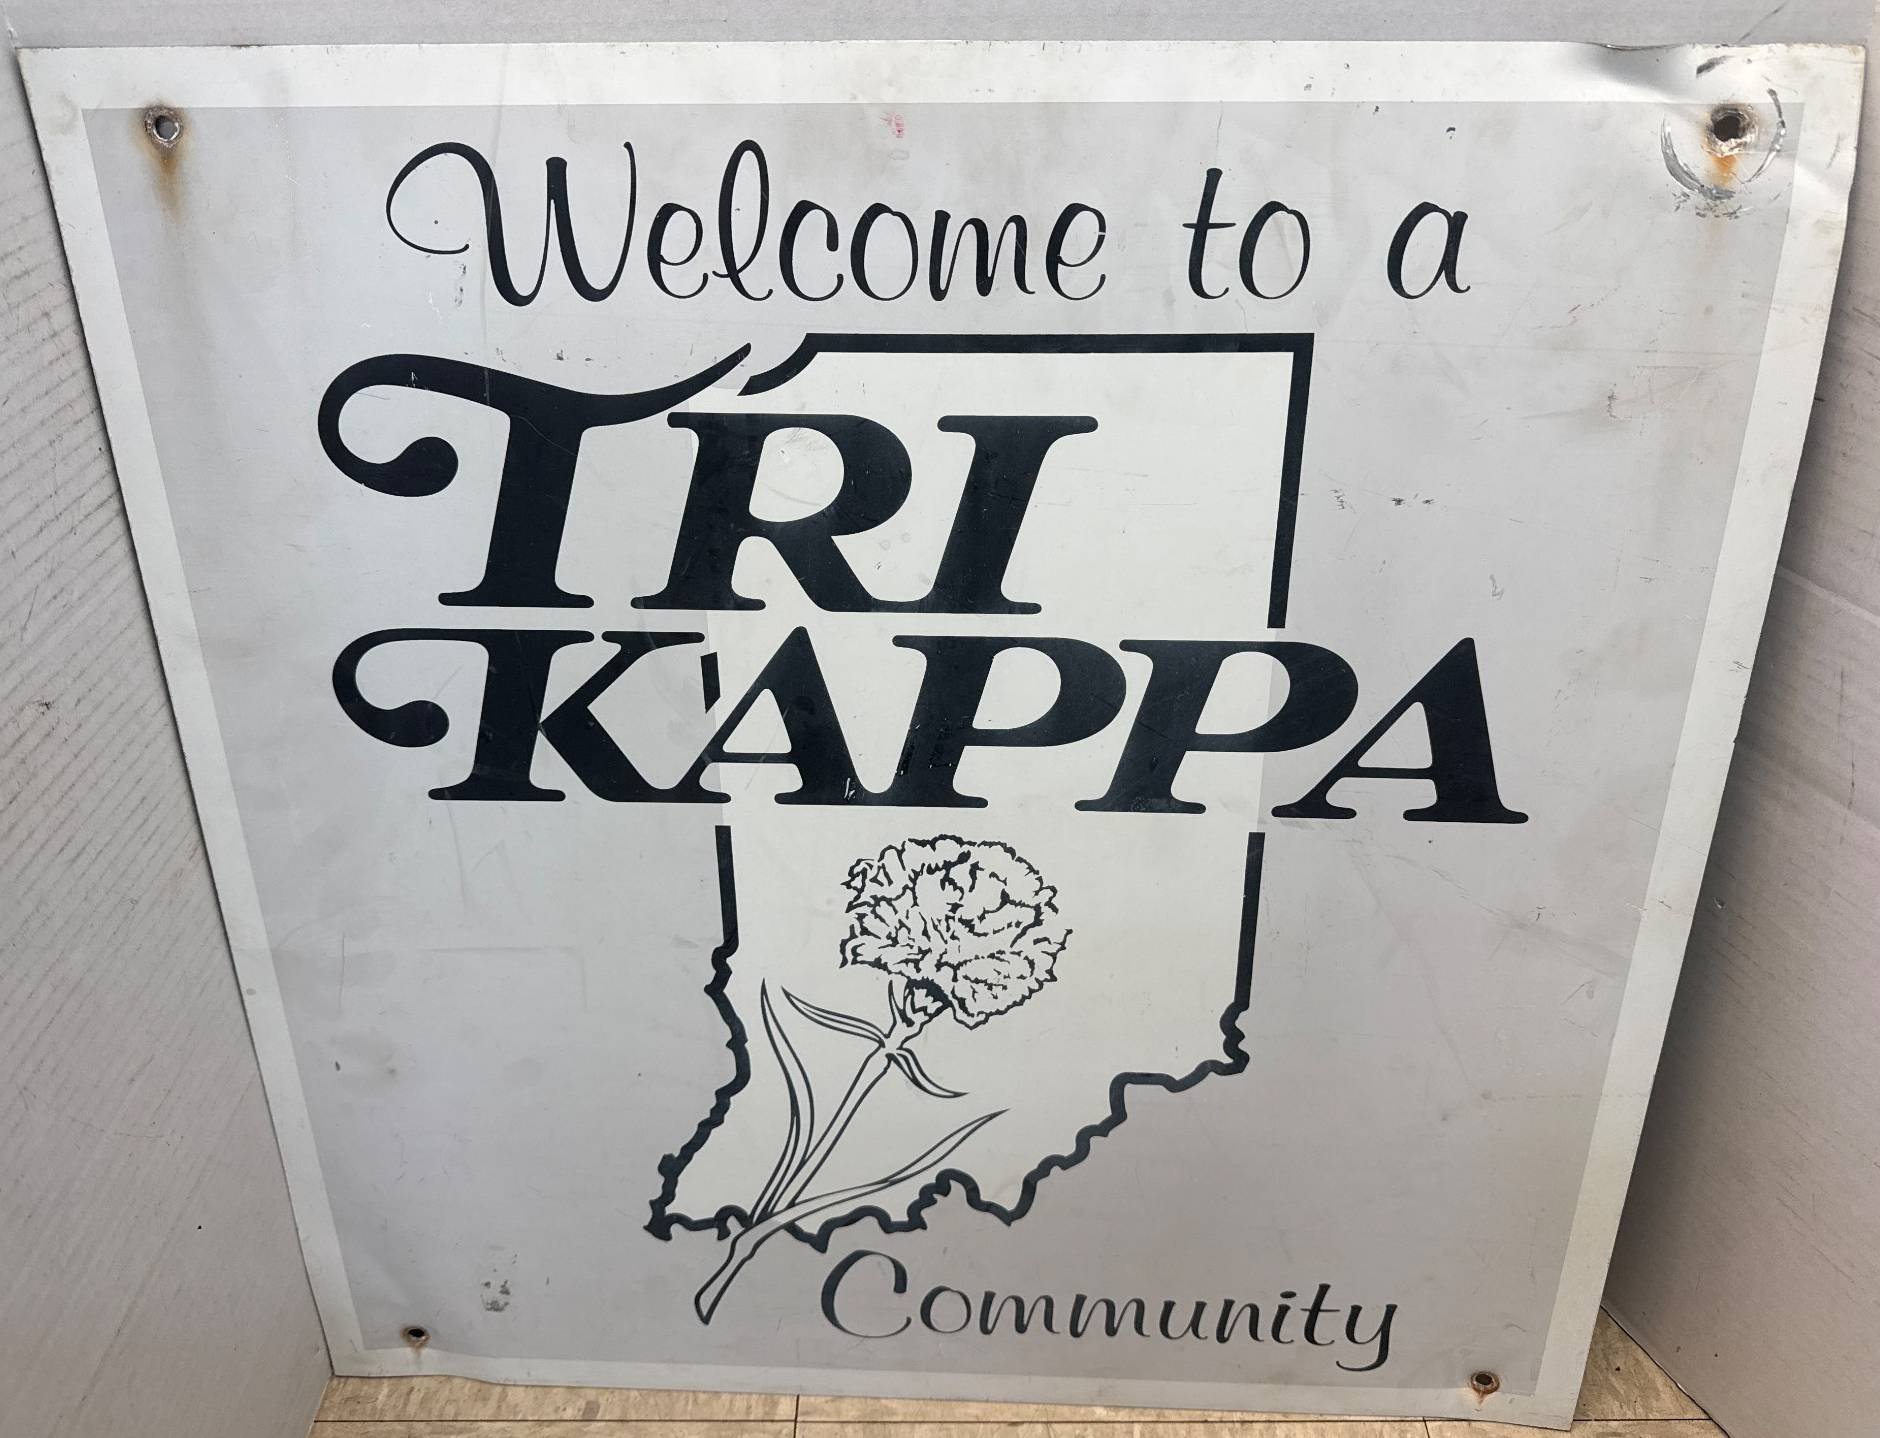 Welcome to a
TRI
KAPPA
Community